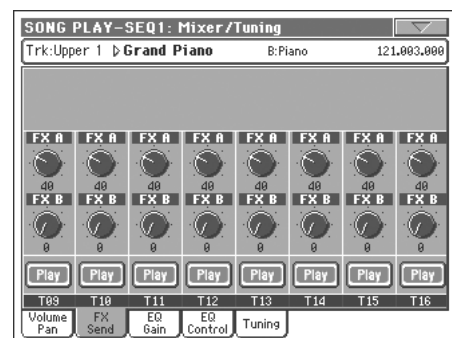 SONG PLAY-SEQ1: Mixer/Tuning
Trk:Upper 1 ▷Grand Piano B:Piano 121.003.000
FX A FX A FX A FX A FX A FX A FX A FX A
40 40 40 40 40 40 40 40
FX B FX B FX B FX B FX B FX B FX B FX B
0 0 0 0 0 0 0 0
Play Play Play Play Play Play Play Play
T09 T10 T11 T12 T13 T14 T15 T16
Volume Pan FX Send EQ Gain EQ Control Tuning